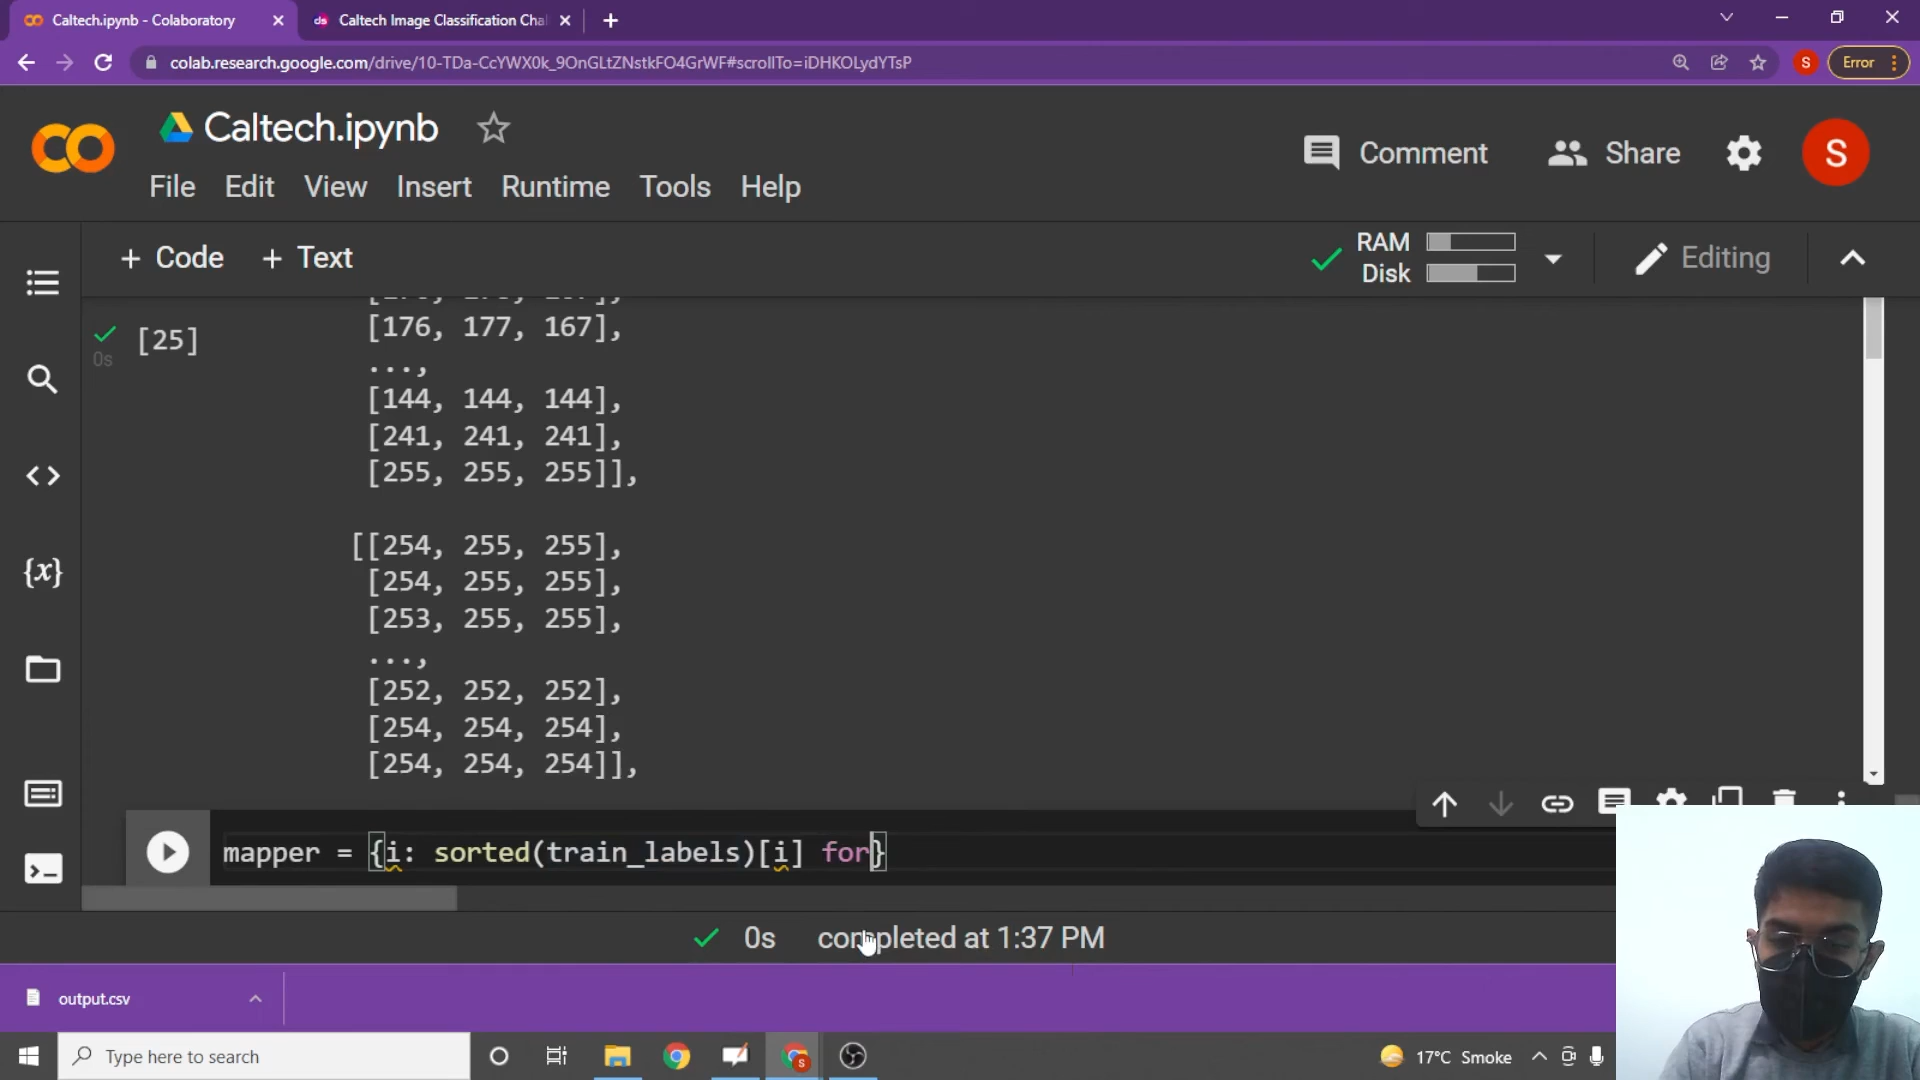 Caltech.ipynb - Colaboratory
ds Caltech Image Classification Cha
colab.research.google.com/drive/10-TDa-CcYWX0k_9OnGLtZNstkFO4GrWF#scrollTo=iDHKOLydYTsP
S
Error
Caltech.ipynb
Comment
Share
S
File Edit View Insert Runtime Tools Help
+ Code + Text
RAM
Disk
Editing
[25]
0s
[176, 177, 167],
...,
[144, 144, 144],
[241, 241, 241],
[255, 255, 255]],
[[254, 255, 255],
[254, 255, 255],
[253, 255, 255],
...,
[252, 252, 252],
[254, 254, 254],
[254, 254, 254]],
{x}
mapper = {i: sorted(train_labels)[i] for}
0s completed at 1:37 PM
output.csv
Type here to search
S
17°C Smoke